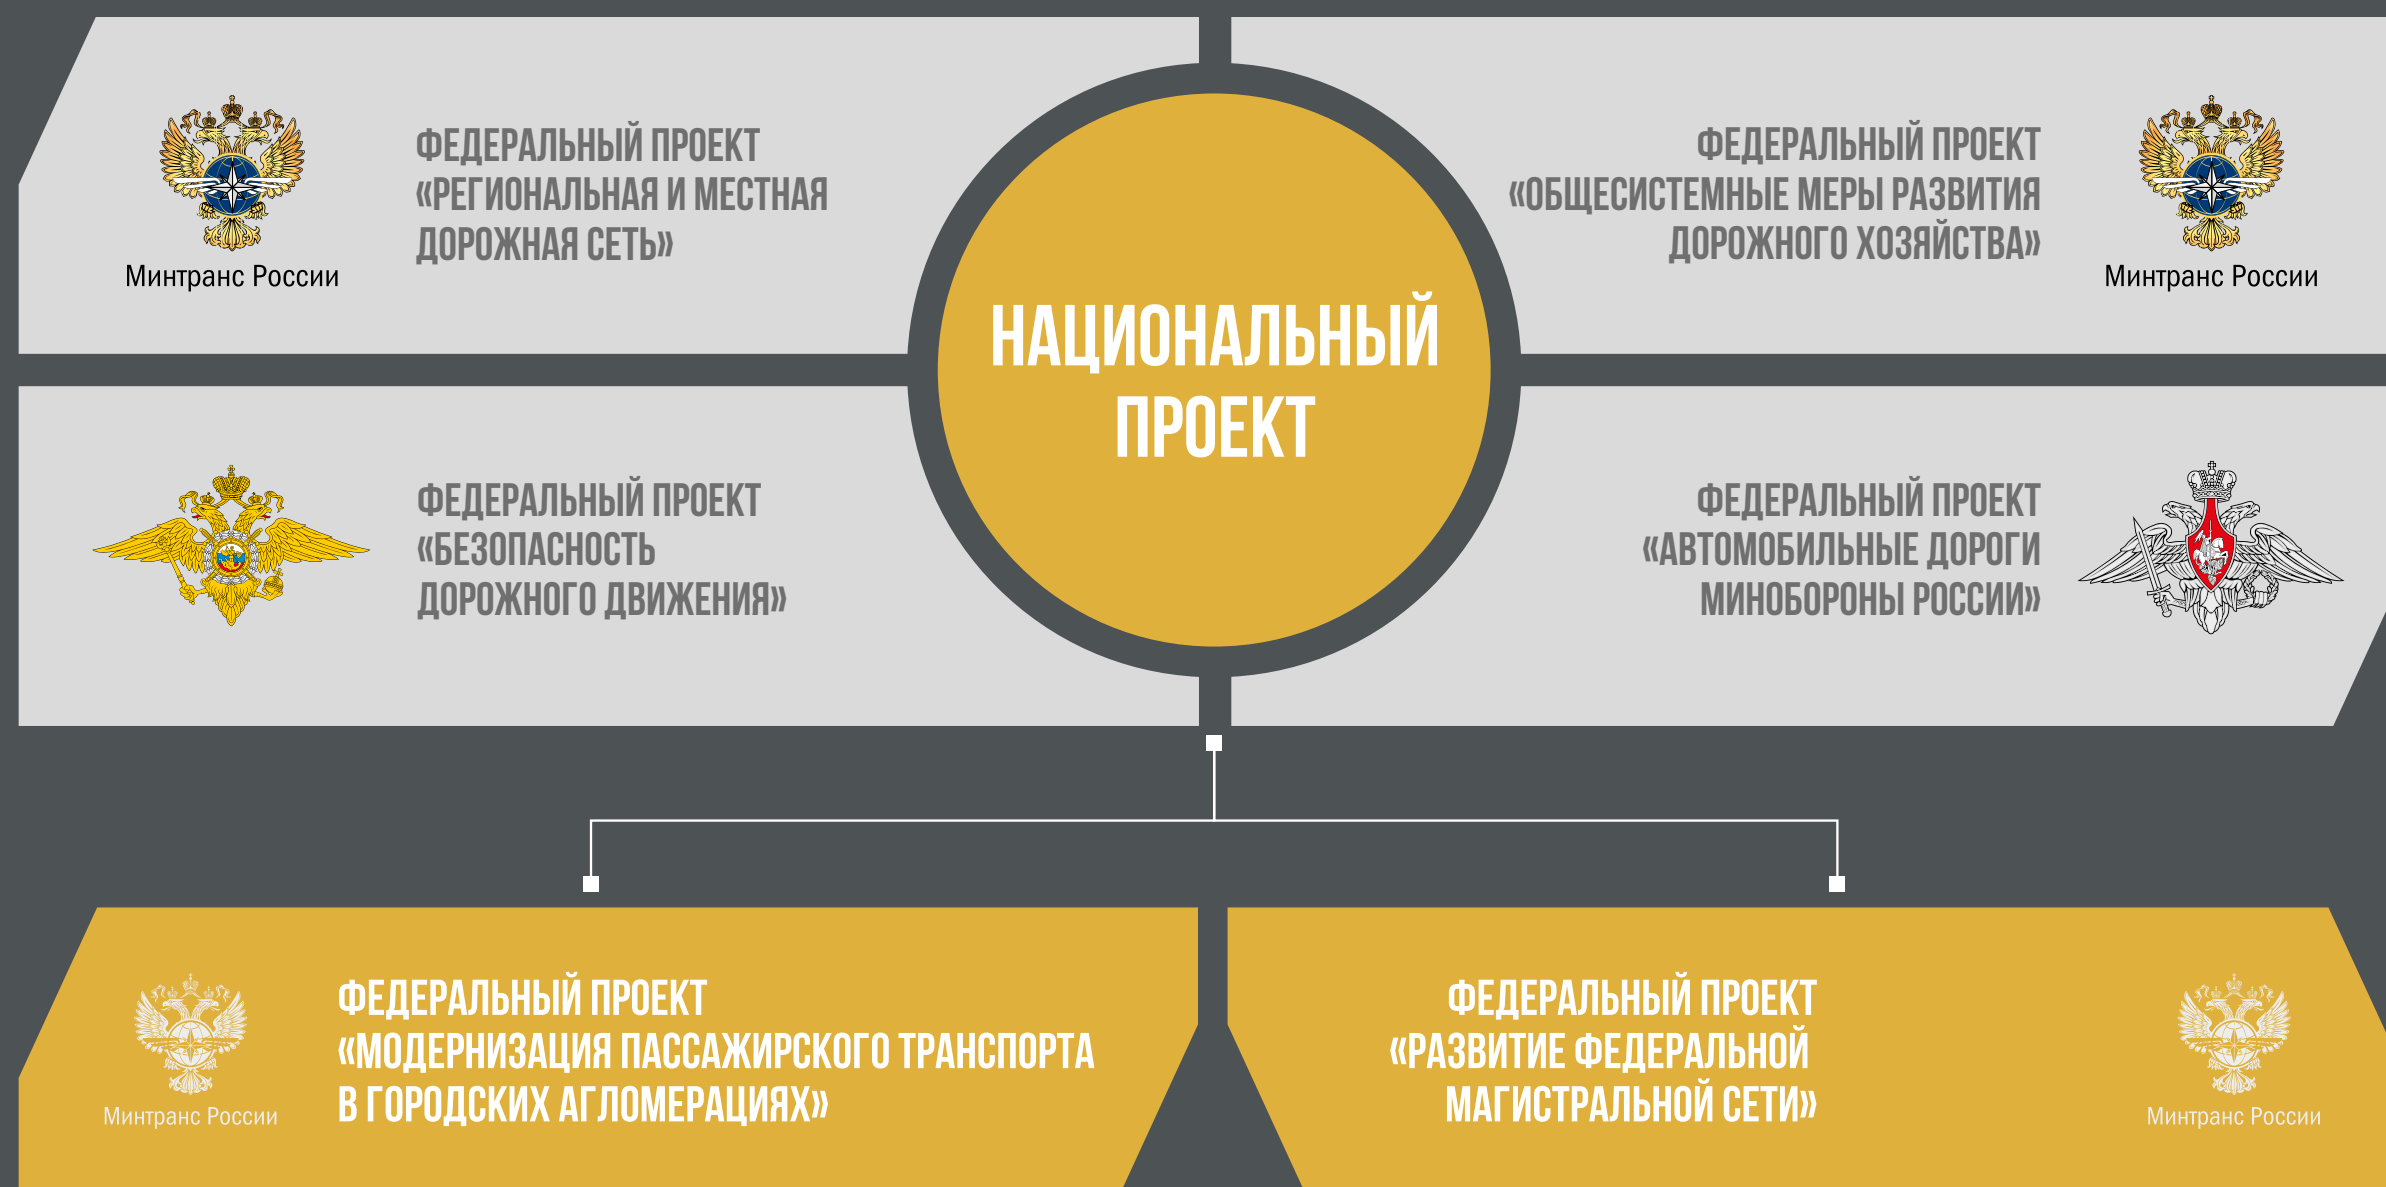 Минтранс России
ФЕДЕРАЛЬНЫЙ ПРОЕКТ
«РЕГИОНАЛЬНАЯ И МЕСТНАЯ
ДОРОЖНАЯ СЕТЬ»
ФЕДЕРАЛЬНЫЙ ПРОЕКТ
«ОБЩЕСИСТЕМНЫЕ МЕРЫ РАЗВИТИЯ
ДОРОЖНОГО ХОЗЯЙСТВА»
Минтранс России
НАЦИОНАЛЬНЫЙ
ПРОЕКТ
ФЕДЕРАЛЬНЫЙ ПРОЕКТ
«БЕЗОПАСНОСТЬ
ДОРОЖНОГО ДВИЖЕНИЯ»
ФЕДЕРАЛЬНЫЙ ПРОЕКТ
«АВТОМОБИЛЬНЫЕ ДОРОГИ
МИНОБОРОНЫ РОССИИ»
Минтранс России
ФЕДЕРАЛЬНЫЙ ПРОЕКТ
«МОДЕРНИЗАЦИЯ ПАССАЖИРСКОГО ТРАНСПОРТА
В ГОРОДСКИХ АГЛОМЕРАЦИЯХ»
ФЕДЕРАЛЬНЫЙ ПРОЕКТ
«РАЗВИТИЕ ФЕДЕРАЛЬНОЙ
МАГИСТРАЛЬНОЙ СЕТИ»
Минтранс России